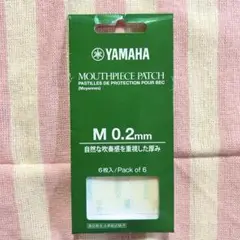 YAMAHA
MOUTHPIECE PATCH
PASTILLES DE PROTECTION POUR BEC
(Moyennes)
M 0.2mm
自然な吹奏感を重視した厚み
6枚入/Pack of 6